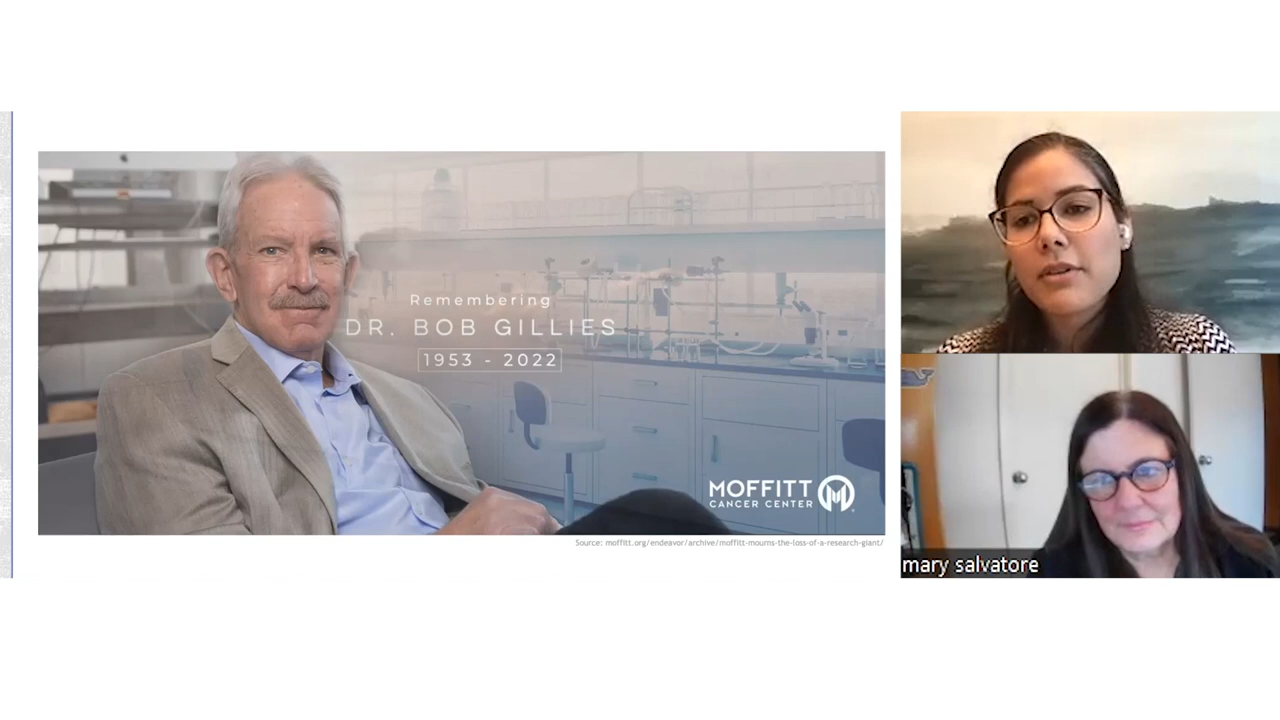 Remembering
DR. BOB GILLIES
1953 - 2022
MOFFITT
CANCER CENTER
Source: moffitt.org/endeavor/archive/moffitt-mourns-the-loss-of-a-research-giant/
mary salvatore